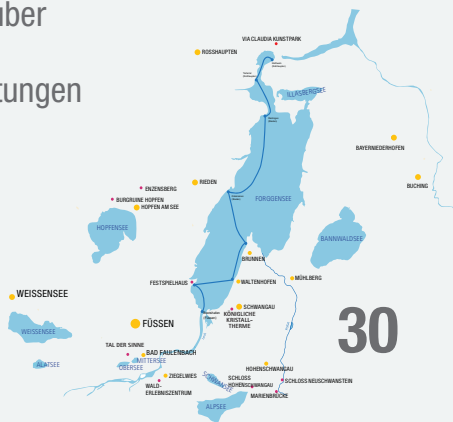 über
tungen
VIA CLAUDIA KUNSTPARK
ROSSHAUPTEN
ILLASBERGSEE
BAYERNIEDERHOFEN
BUCHING
ENZENSBERG
RIEDEN
BURGRUINE HOPFEN
HOPFEN AM SEE
FORGGENSEE
HOPFENSEE
BANNWALDSEE
BRUNNEN
FESTSPIELHAUS
WALTENHOFEN
MÜHLBERG
WEISSENSEE
SCHWANGAU
KÖNIGLICHE
KRISTALL-
THERME
FÜSSEN
WEISSENSEE
30
TAL DER SINNE
BAD FAULENBACH
MITTERSEE
OBERSEE
ALATSEE
HOHENSCHWANGAU
ZIEGELWIES
WALD-
ERLEBNISZENTRUM
SCHWANSEE
SCHLOSS
HOHENSCHWANGAU
SCHLOSS NEUSCHWANSTEIN
MARIENBRÜCKE
ALPSEE